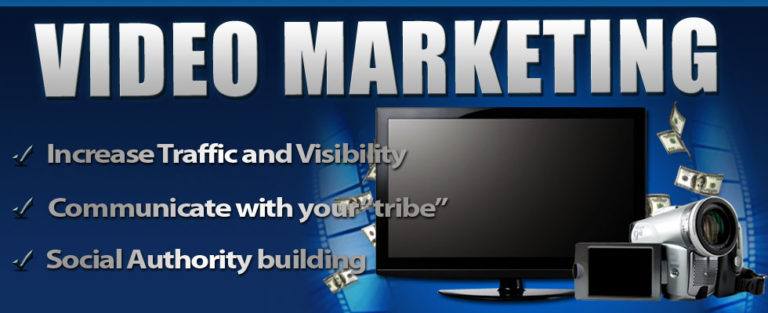 VIDEO MARKETING
Increase Traffic and Visibility
Communicate with your "tribe"
Social Authority building